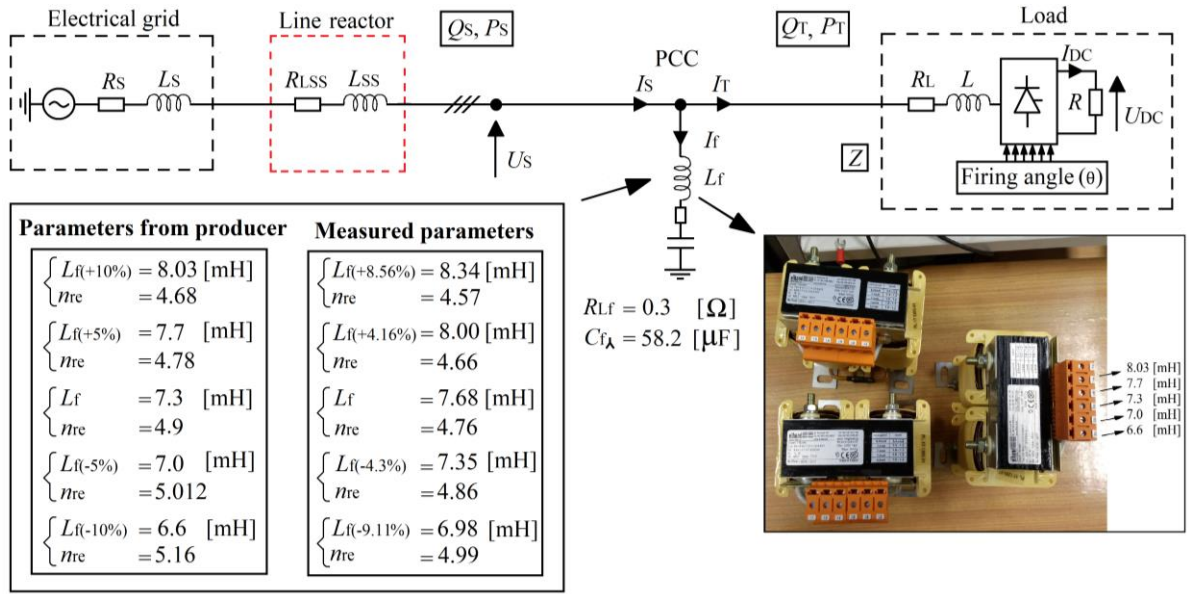 Electrical grid
Line reactor
QS, PS
QT, PT
Load
RS
LS
RLSS
LSS
PCC
IS
IT
RL
L
IDC
R
UDC
US
If
Lf
Z
Firing angle (θ)
Parameters from producer
Lf(+10%) = 8.03 [mH]
nre = 4.68
Lf(+5%) = 7.7 [mH]
nre = 4.78
Lf = 7.3 [mH]
nre = 4.9
Lf(-5%) = 7.0 [mH]
nre = 5.012
Lf(-10%) = 6.6 [mH]
nre = 5.16
Measured parameters
Lf(+8.56%) = 8.34 [mH]
nre = 4.57
Lf(+4.16%) = 8.00 [mH]
nre = 4.66
Lf = 7.68 [mH]
nre = 4.76
Lf(-4.3%) = 7.35 [mH]
nre = 4.86
Lf(-9.11%) = 6.98 [mH]
nre = 4.99
RLf = 0.3 [Ω]
Cf⅄ = 58.2 [μF]
8.03 [mH]
7.7 [mH]
7.3 [mH]
7.0 [mH]
6.6 [mH]